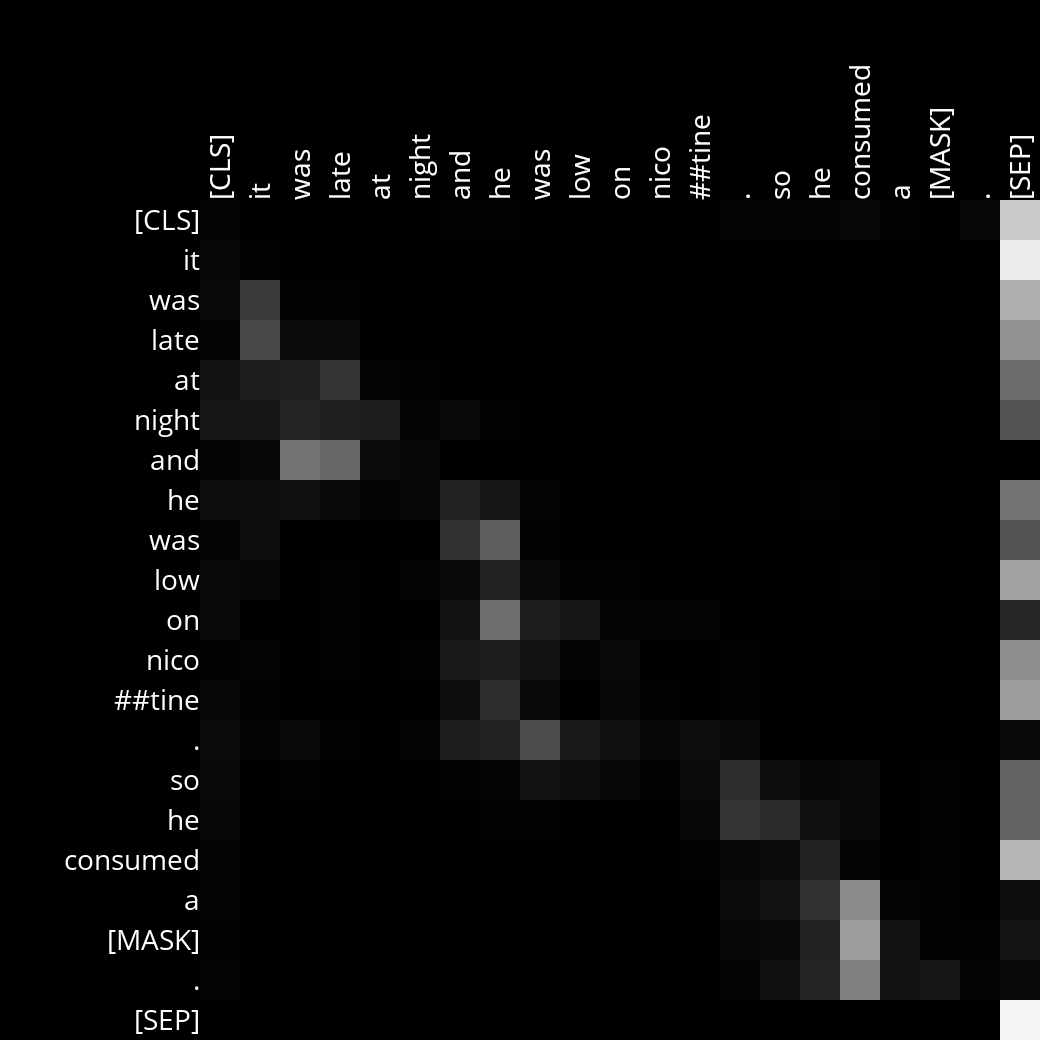 [CLS] it was late at night and he was low on nico ##tine . so he consumed a [MASK] . [SEP]
[CLS]
it
was
late
at
night
and
he
was
low
on
nico
##tine
.
so
he
consumed
a
[MASK]
.
[SEP]